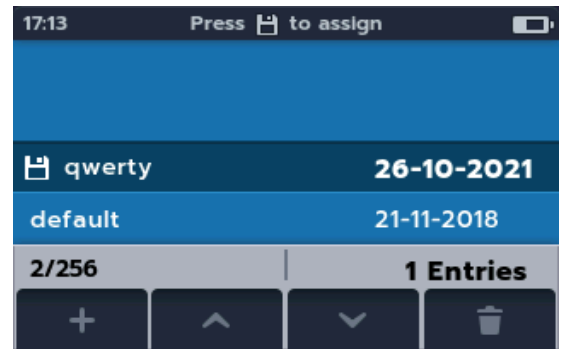 17:13 Press to assign
qwerty 26-10-2021
default 21-11-2018
2/256 1 Entries